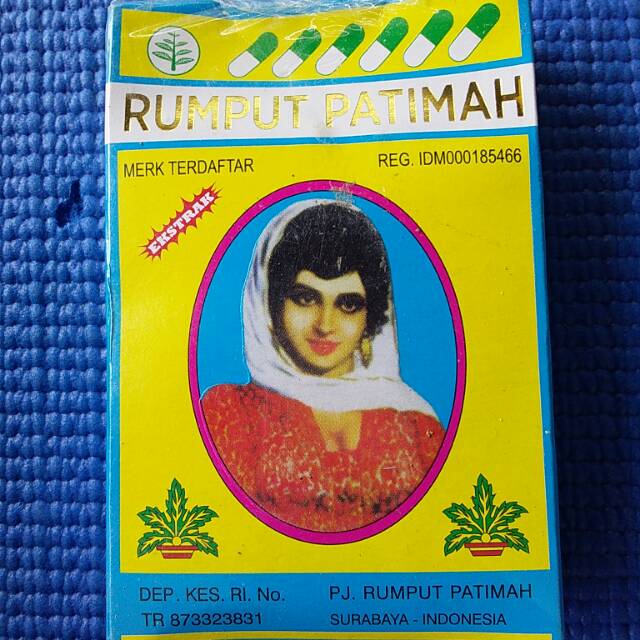 RUMPUT PATIMAH
MERK TERDAFTAR
REG. IDM000185466
EKSTRAK
DEP. KES. RI. No.
TR 873323831
PJ. RUMPUT PATIMAH
SURABAYA - INDONESIA